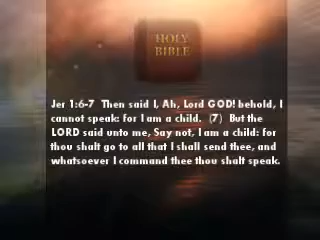 HOLY
BIBLE
Jer 1:6-7 Then said I, Ah, Lord GOD! behold, I
cannot speak: for I am a child. (7) But the
LORD said unto me, Say not, I am a child: for
thou shalt go to all that I shall send thee, and
whatsoever I command thee thou shalt speak.